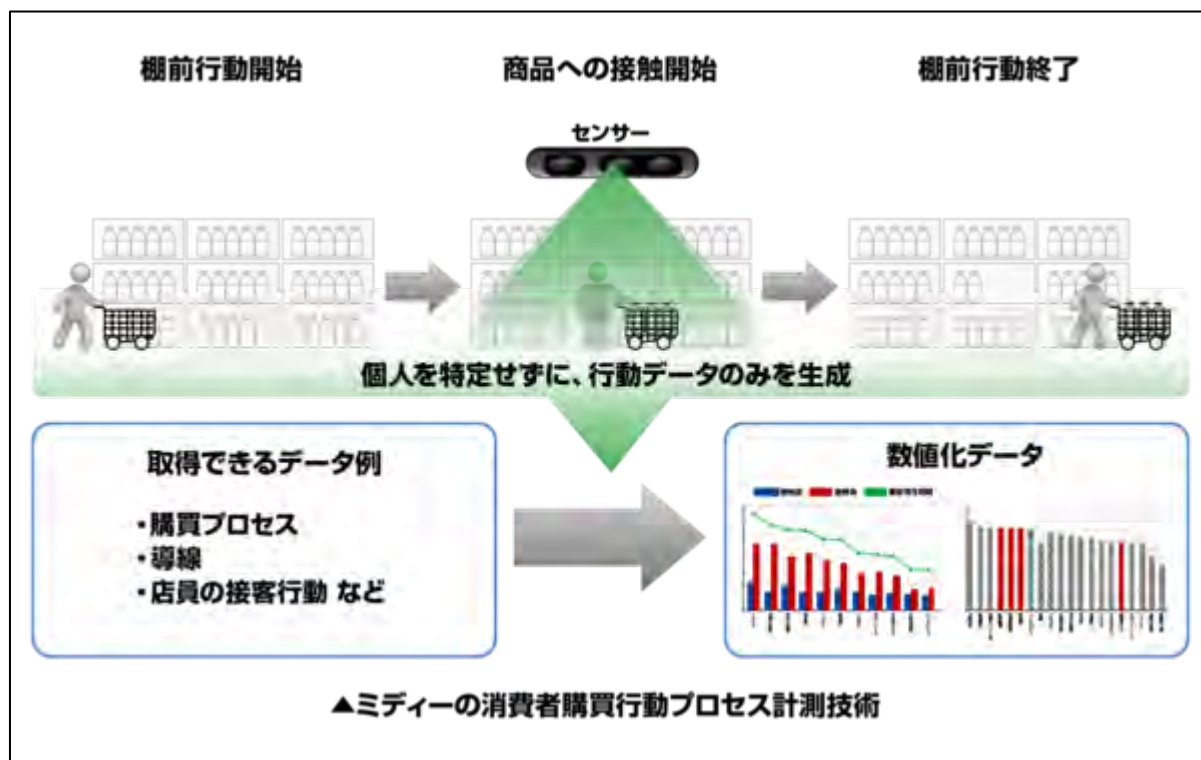 棚前行動開始
商品への接触開始
棚前行動終了
センサー
個人を特定せずに、行動データのみを生成
取得できるデータ例
・購買プロセス
・導線
・店員の接客行動 など
数値化データ
▲ミディーの消費者購買行動プロセス計測技術